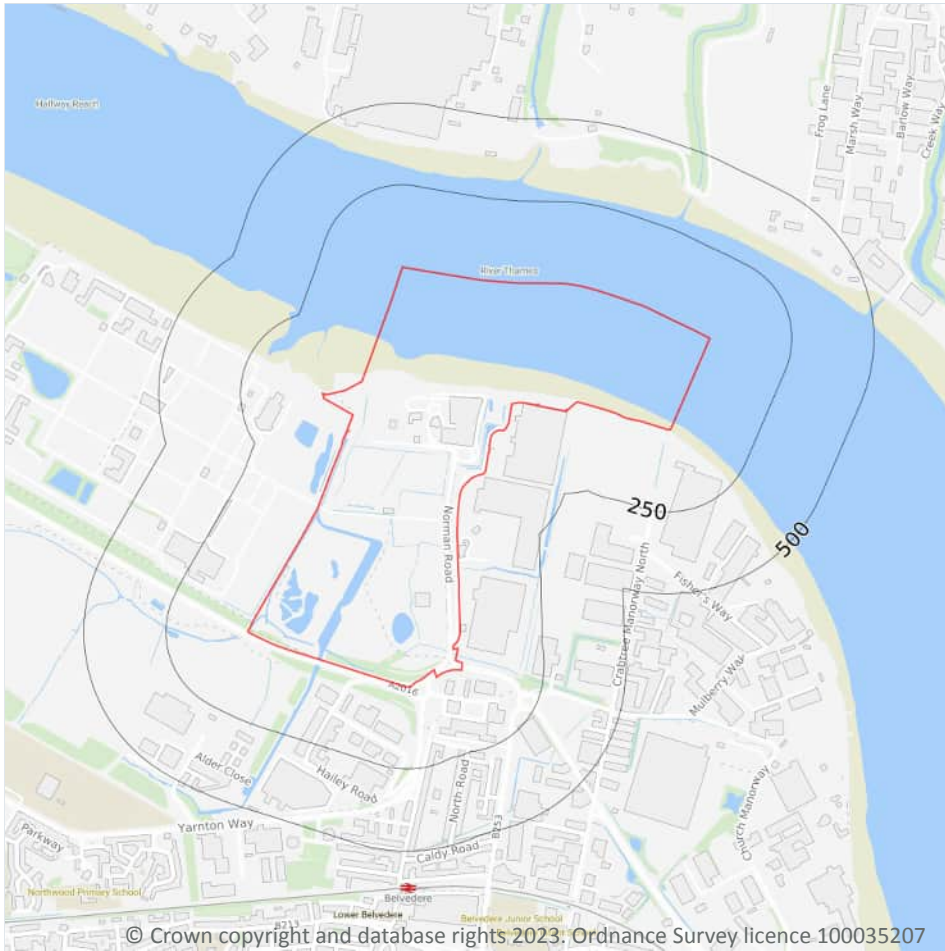 Halfway Reach
Frog Lane
Marsh Way
Barlow Way
Creek Way
River Thames
250
500
Norman Road
Crabtree Manorway North
Fisher's Way
Mulberry Way
A2016
Church Manorway
Alder Close
Hailey Road
North Road
B253
Yarnton Way
Parkway
Caldy Road
Northwood Primary School
Belvedere
Lower Belvedere
Belvedere Junior School
B213
© Crown copyright and database rights 2023. Ordnance Survey licence 100035207